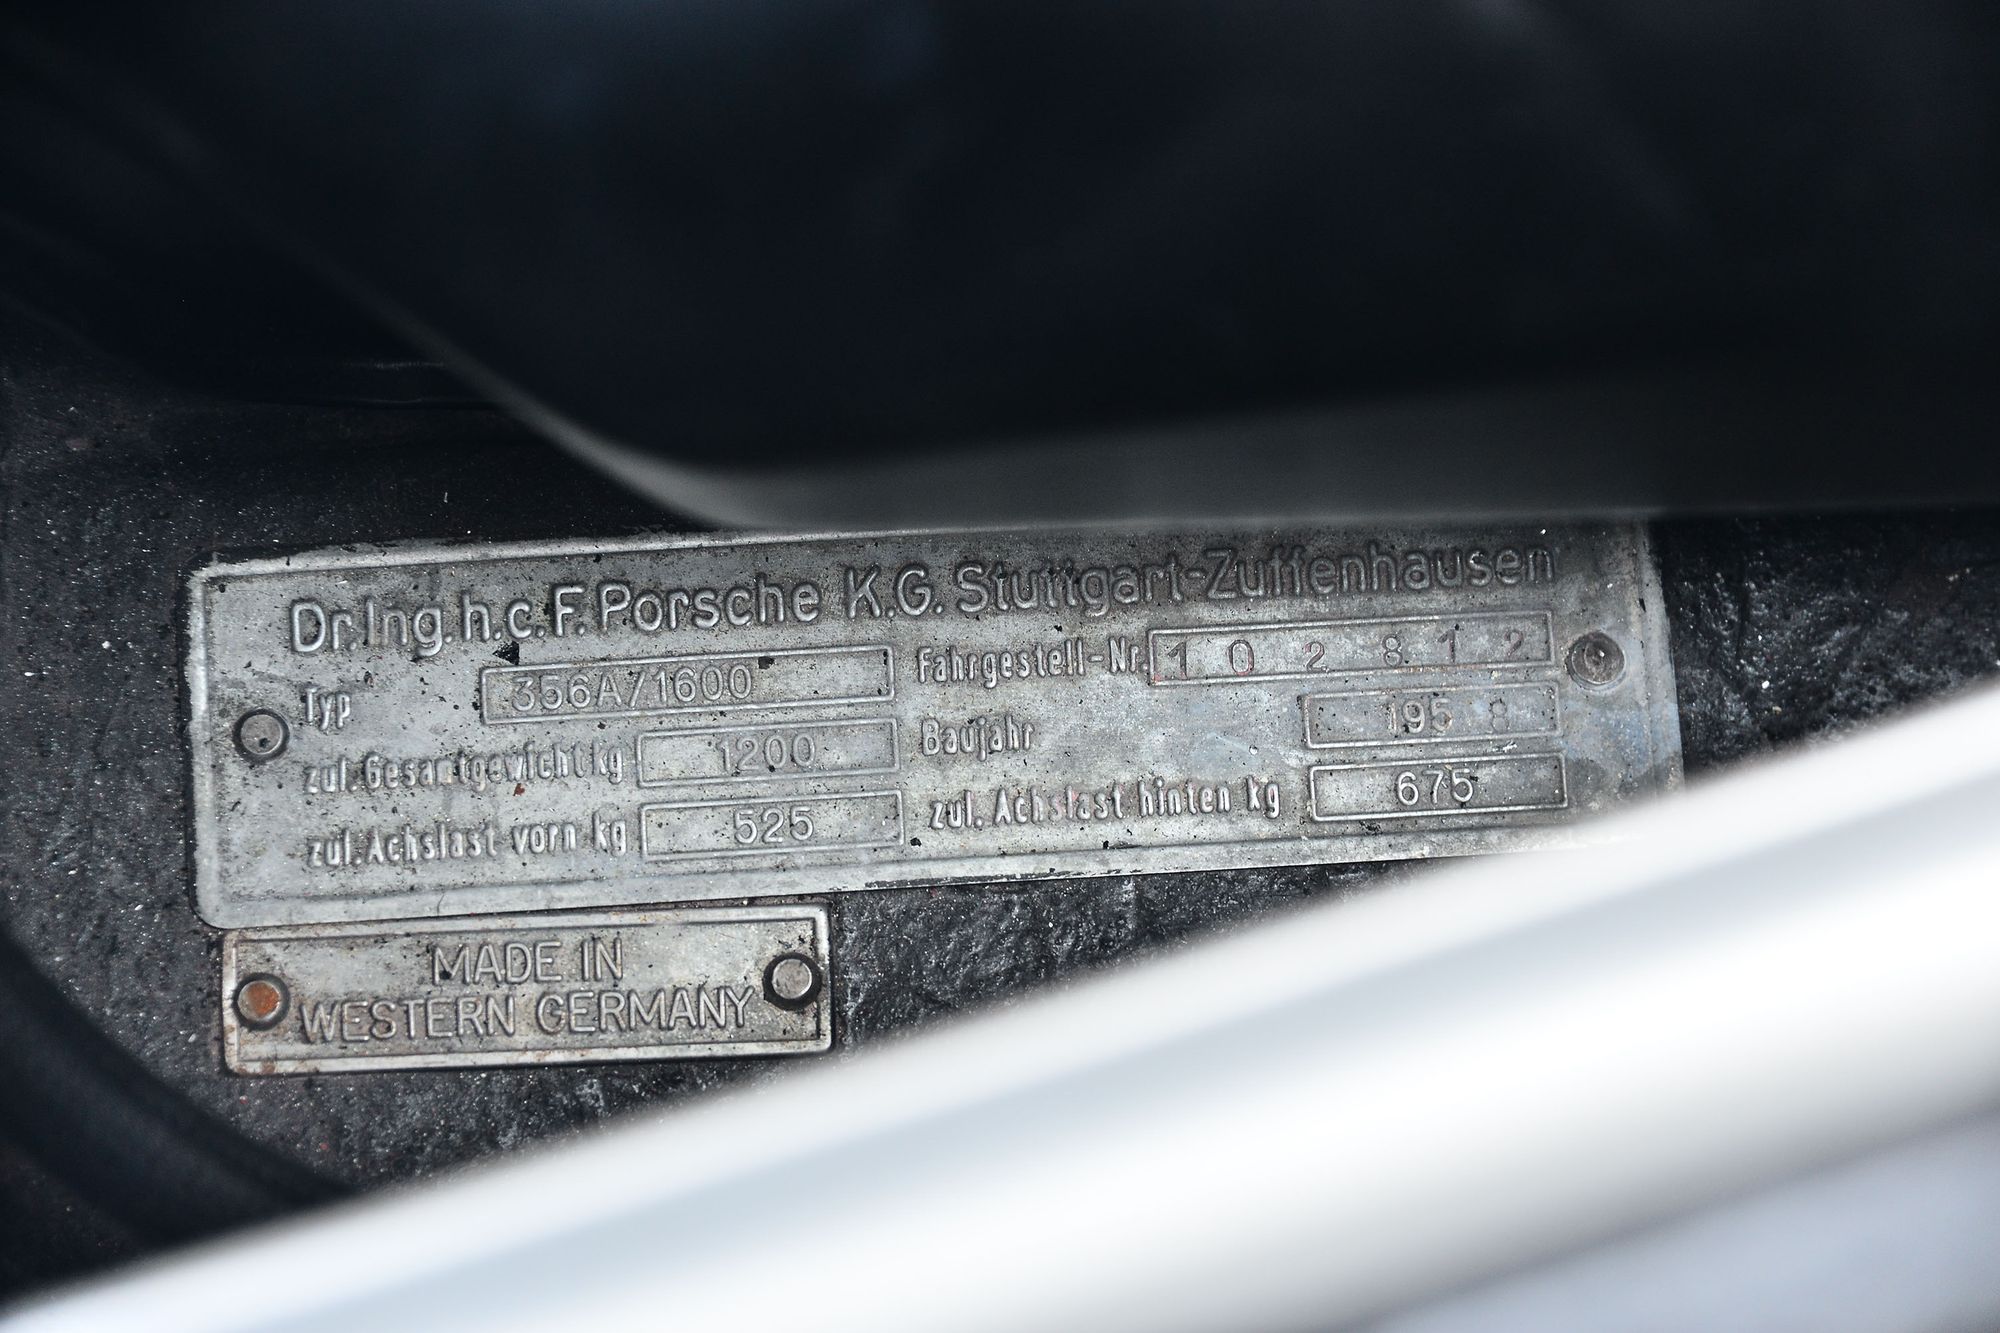 Dr.Ing.h.c.F.Porsche K.G.Stuttgart-Zuffenhausen
Typ 356A/1600 Fahrgestell-Nr. 102812
zul.Gesamtgewicht kg 1200 Baujahr 1958
zul.Achslast vorn kg 525 zul.Achslast hinten kg 675
MADE IN
WESTERN GERMANY